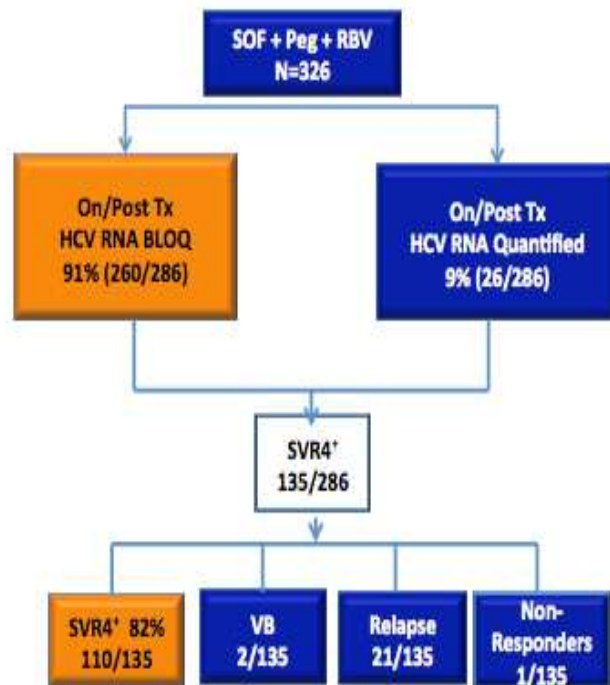 SOF + Peg + RBV
N=326
On/Post Tx
HCV RNA BLOQ
91% (260/286)
On/Post Tx
HCV RNA Quantified
9% (26/286)
SVR4⁺
135/286
SVR4⁺ 82%
110/135
VB
2/135
Relapse
21/135
Non-
Responders
1/135